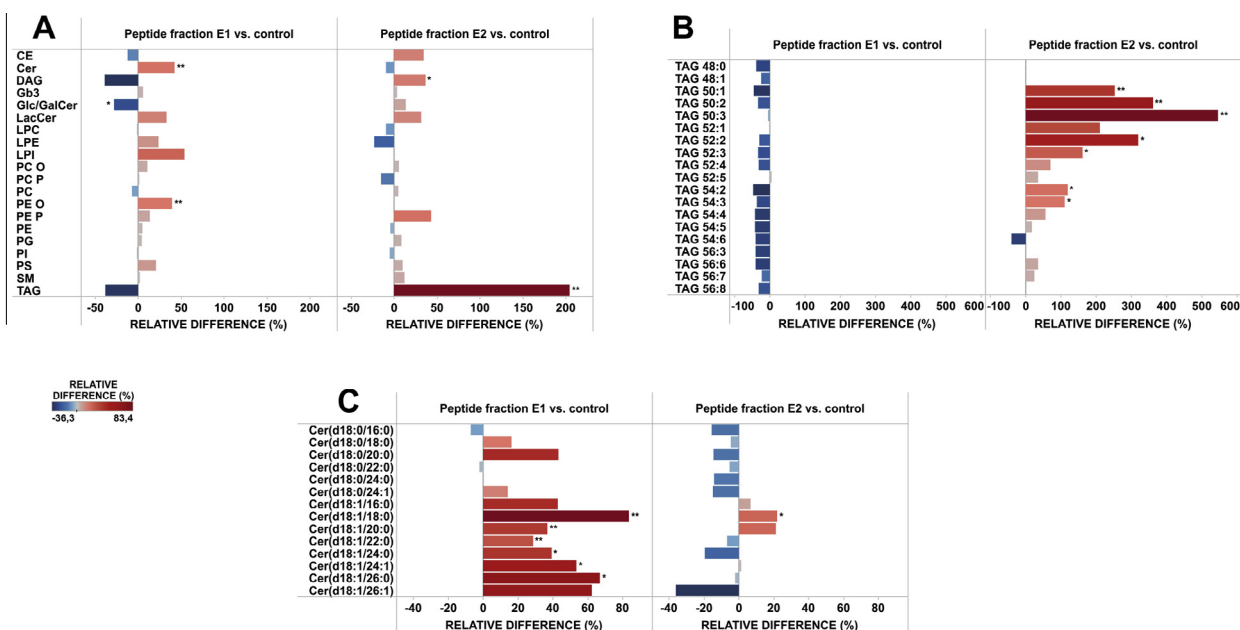 A
Peptide fraction E1 vs. control Peptide fraction E2 vs. control
CE
Cer **
DAG *
Gb3
Glc/GalCer *
LacCer
LPC
LPE
LPI
PC O
PC P
PC
PE O **
PE P
PE
PG
PI
PS
SM
TAG **
-50 0 50 100 150 200 -50 0 50 100 150 200
RELATIVE DIFFERENCE (%) RELATIVE DIFFERENCE (%)
B
Peptide fraction E1 vs. control Peptide fraction E2 vs. control
TAG 48:0
TAG 48:1
TAG 50:1 **
TAG 50:2 **
TAG 50:3 **
TAG 52:1
TAG 52:2 *
TAG 52:3 *
TAG 52:4
TAG 52:5
TAG 54:2 *
TAG 54:3 *
TAG 54:4
TAG 54:5
TAG 54:6
TAG 56:3
TAG 56:6
TAG 56:7
TAG 56:8
-100 0 100 200 300 400 500 600 -100 0 100 200 300 400 500 600
RELATIVE DIFFERENCE (%) RELATIVE DIFFERENCE (%)
RELATIVE
DIFFERENCE (%)
-36,3 83,4
C
Peptide fraction E1 vs. control Peptide fraction E2 vs. control
Cer(d18:0/16:0)
Cer(d18:0/18:0)
Cer(d18:0/20:0)
Cer(d18:0/22:0)
Cer(d18:0/24:0)
Cer(d18:0/24:1)
Cer(d18:1/16:0)
Cer(d18:1/18:0) ** *
Cer(d18:1/20:0) **
Cer(d18:1/22:0) **
Cer(d18:1/24:0) *
Cer(d18:1/24:1) *
Cer(d18:1/26:0) *
Cer(d18:1/26:1)
-40 -20 0 20 40 60 80 -40 -20 0 20 40 60 80
RELATIVE DIFFERENCE (%) RELATIVE DIFFERENCE (%)